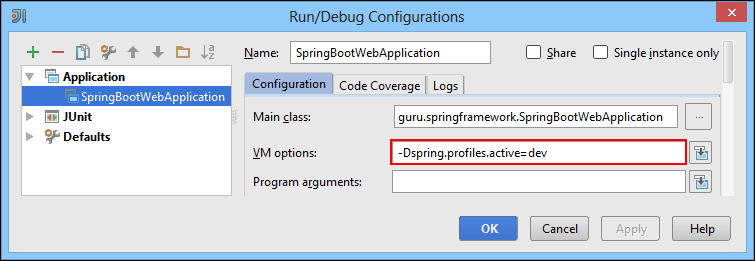 Run/Debug Configurations
Name: SpringBootWebApplication Share Single instance only
Application
SpringBootWebApplication
JUnit
Defaults
Configuration Code Coverage Logs
Main class: guru.springframework.SpringBootWebApplication ...
VM options: -Dspring.profiles.active=dev
Program arguments:
OK Cancel Apply Help